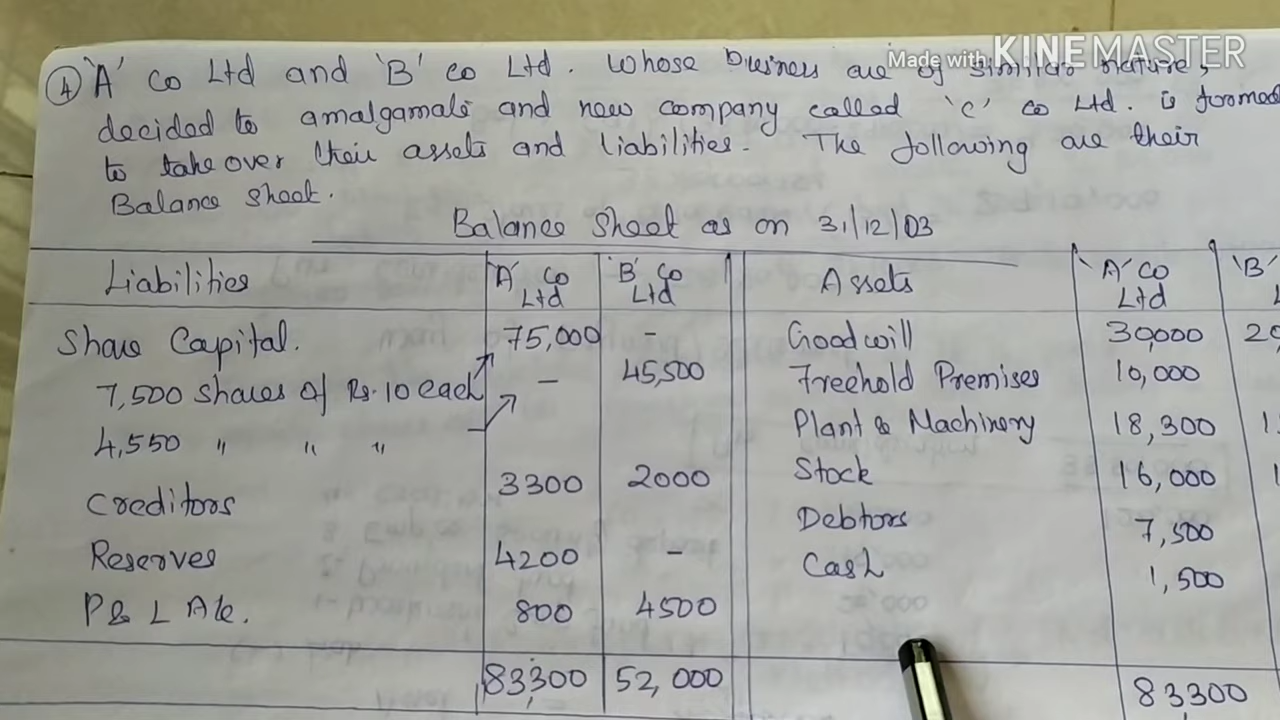 Made with KINEMASTER
④ 'A' Co Ltd and 'B' Co Ltd. Whose business are of similar nature,
decided to amalgamate and new company called 'C' Co Ltd. is formed
to take over their assets and liabilities. The following are their
Balance Sheet.
Balance Sheet as on 31/12/03
Liabilities 'A' Co Ltd 'B' Co Ltd Assets 'A' Co Ltd 'B'
Share Capital. 75,000 - Goodwill 30,000
7,500 shares of Rs.10 each - 45,500 Freehold Premises 10,000
4,550 " " " Plant & Machinery 18,300
Creditors 3300 2000 Stock 16,000
Reserves 4200 - Debtors 7,500
P & L A/c. 800 4500 Cash 1,500
83,300 52,000 83,300